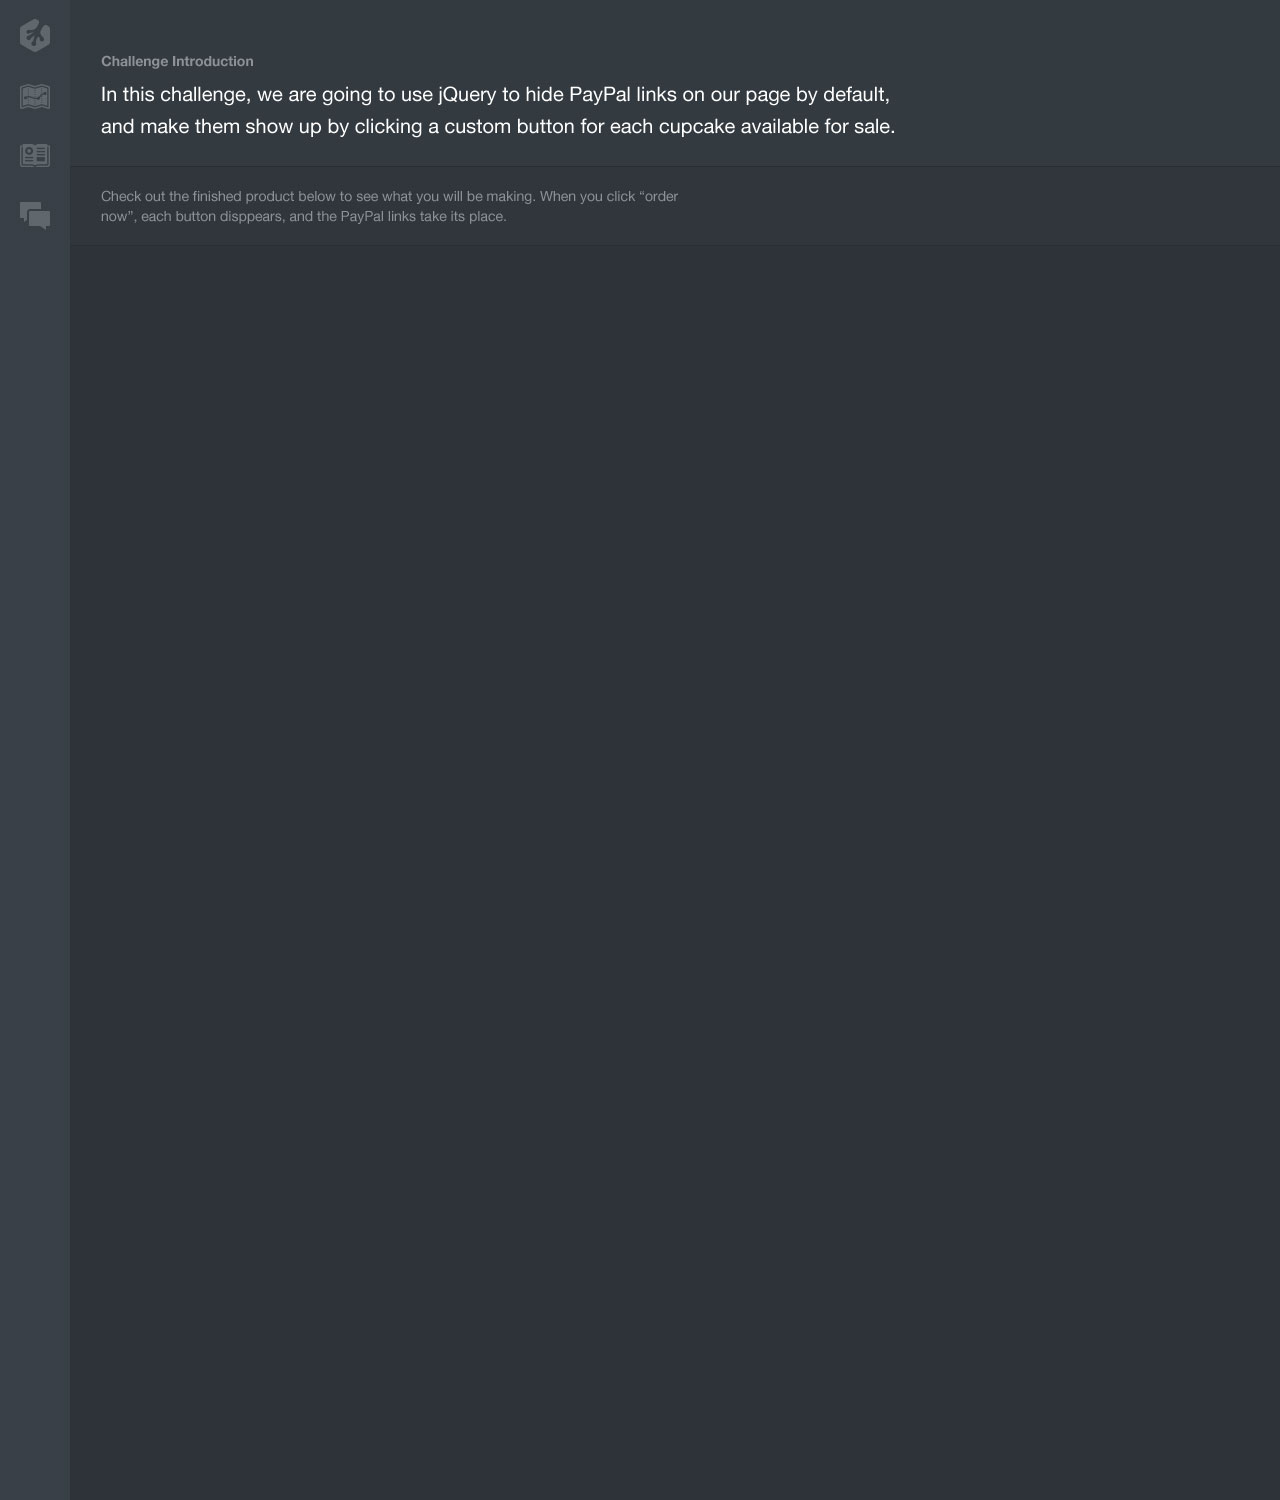 Challenge Introduction
In this challenge, we are going to use jQuery to hide PayPal links on our page by default,
and make them show up by clicking a custom button for each cupcake available for sale.
Check out the finished product below to see what you will be making. When you click “order
now”, each button disppears, and the PayPal links take its place.